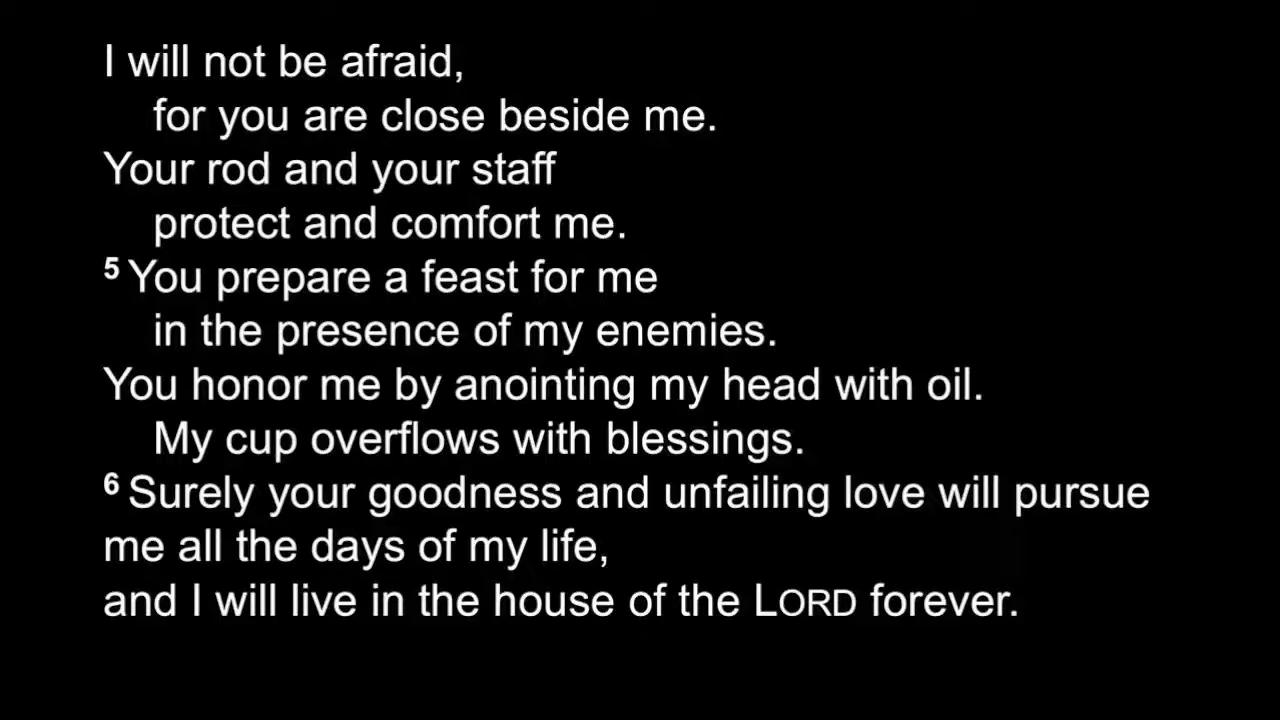 I will not be afraid,
for you are close beside me.
Your rod and your staff
protect and comfort me.
5 You prepare a feast for me
in the presence of my enemies.
You honor me by anointing my head with oil.
My cup overflows with blessings.
6 Surely your goodness and unfailing love will pursue
me all the days of my life,
and I will live in the house of the LORD forever.